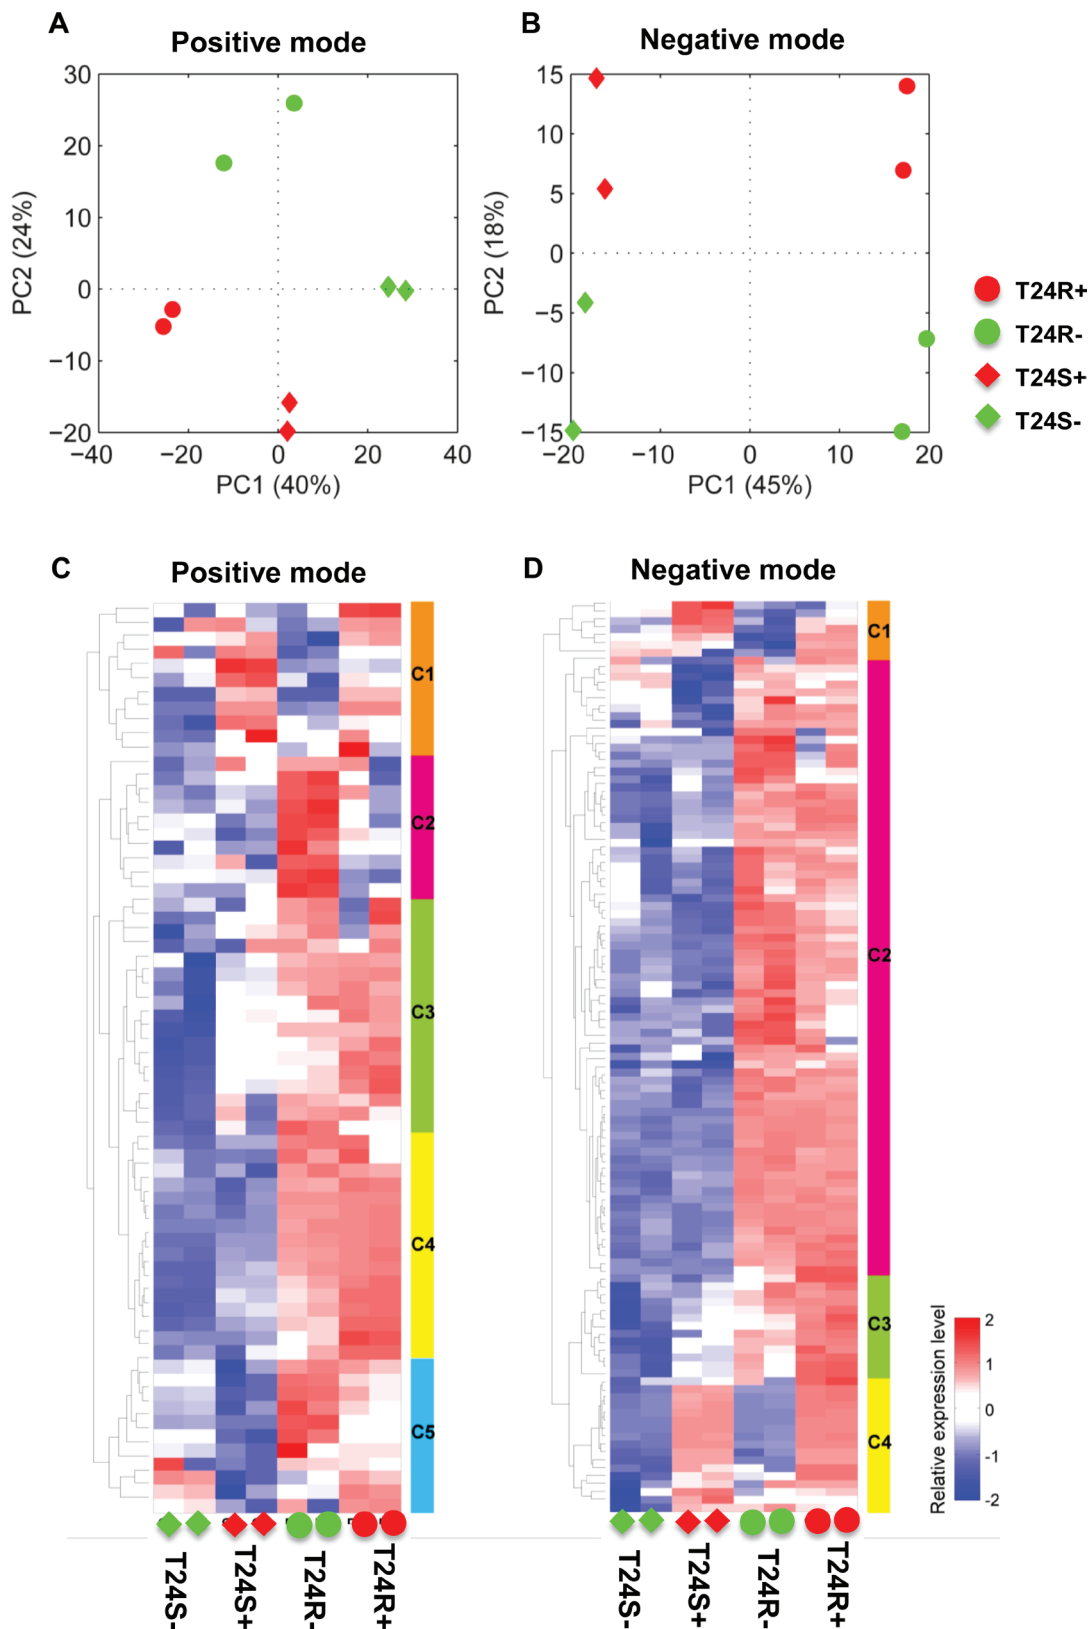 A
Positive mode
30
20
10
0
−10
−20
−40
−20
0
20
40
PC2 (24%)
PC1 (40%)
B
Negative mode
15
10
5
0
−5
−10
−15
−20
−10
0
10
20
PC2 (18%)
PC1 (45%)
T24R+
T24R-
T24S+
T24S-
C
Positive mode
C1
C2
C3
C4
C5
T24S-
T24S+
T24R-
T24R+
D
Negative mode
C1
C2
C3
C4
T24S-
T24S+
T24R-
T24R+
Relative expression level
2
1
0
-1
-2